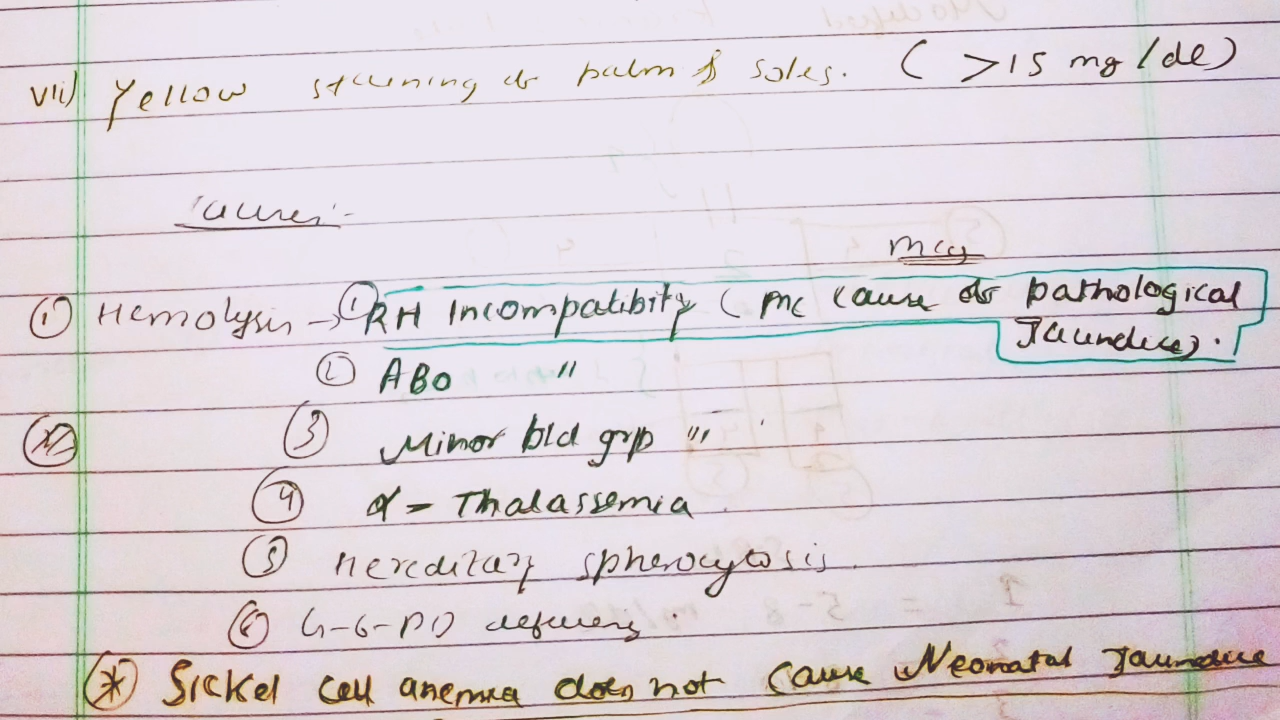 vii) Yellow staining of palm & soles. ( >15 mg/dl)
Causes:-
mcq
① Hemolysis → ① RH Incompatibity ( mc cause of pathological
Jaundice).
② ABO "
③ Minor bld grp "
④ α - Thalassemia.
⑤ Hereditary spherocytosis.
⑥ G-6-PD deficiency.
(*) Sickel cell anemia does not cause Neonatal Jaundice